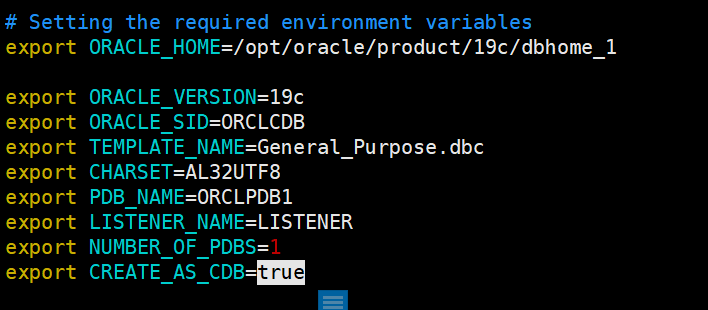 # Setting the required environment variables
export ORACLE_HOME=/opt/oracle/product/19c/dbhome_1
export ORACLE_VERSION=19c
export ORACLE_SID=ORCLCDB
export TEMPLATE_NAME=General_Purpose.dbc
export CHARSET=AL32UTF8
export PDB_NAME=ORCLPDB1
export LISTENER_NAME=LISTENER
export NUMBER_OF_PDBS=1
export CREATE_AS_CDB=true